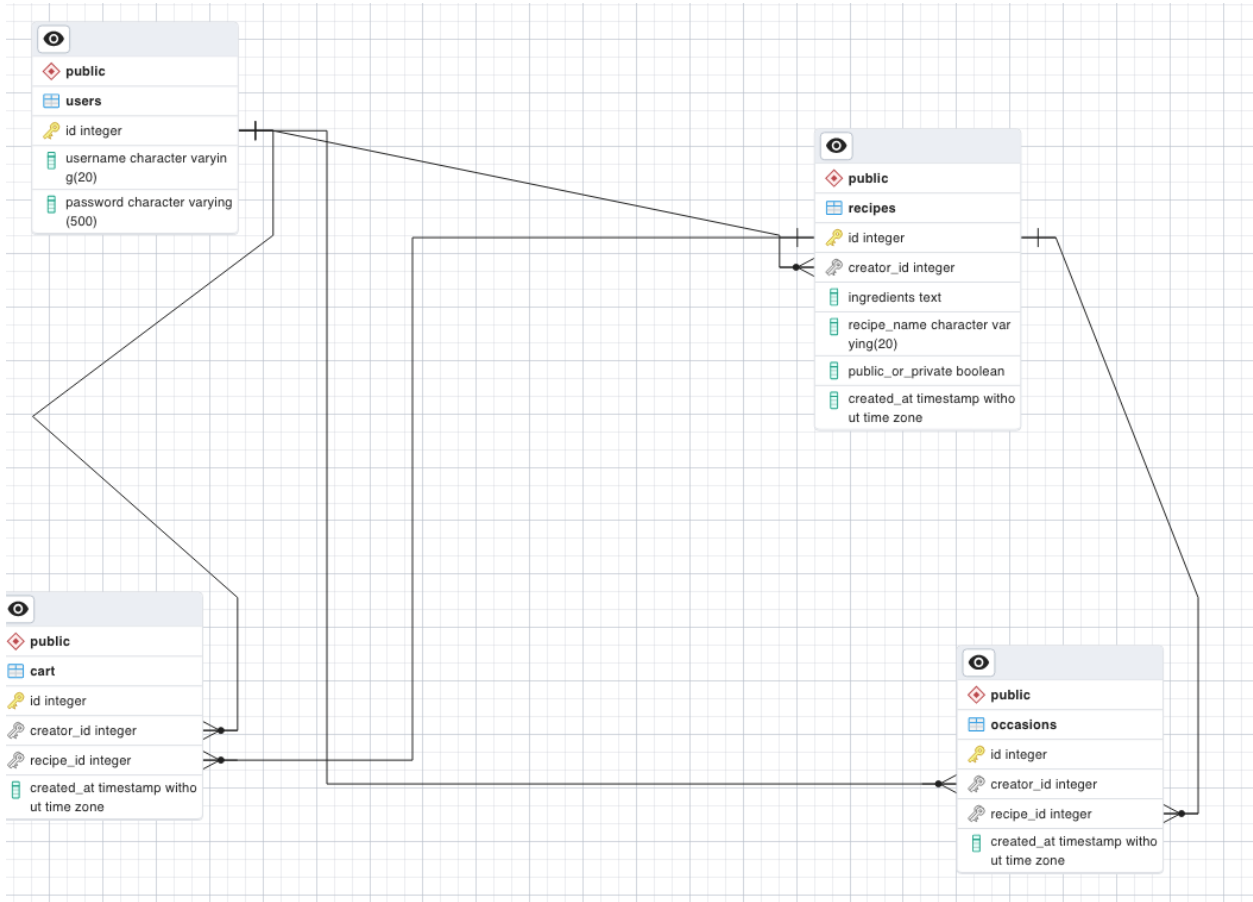 public
users
id integer
username character varyin
g(20)
password character varying
(500)
public
recipes
id integer
creator_id integer
ingredients text
recipe_name character var
ying(20)
public_or_private boolean
created_at timestamp witho
ut time zone
public
cart
id integer
creator_id integer
recipe_id integer
created_at timestamp witho
ut time zone
public
occasions
id integer
creator_id integer
recipe_id integer
created_at timestamp witho
ut time zone